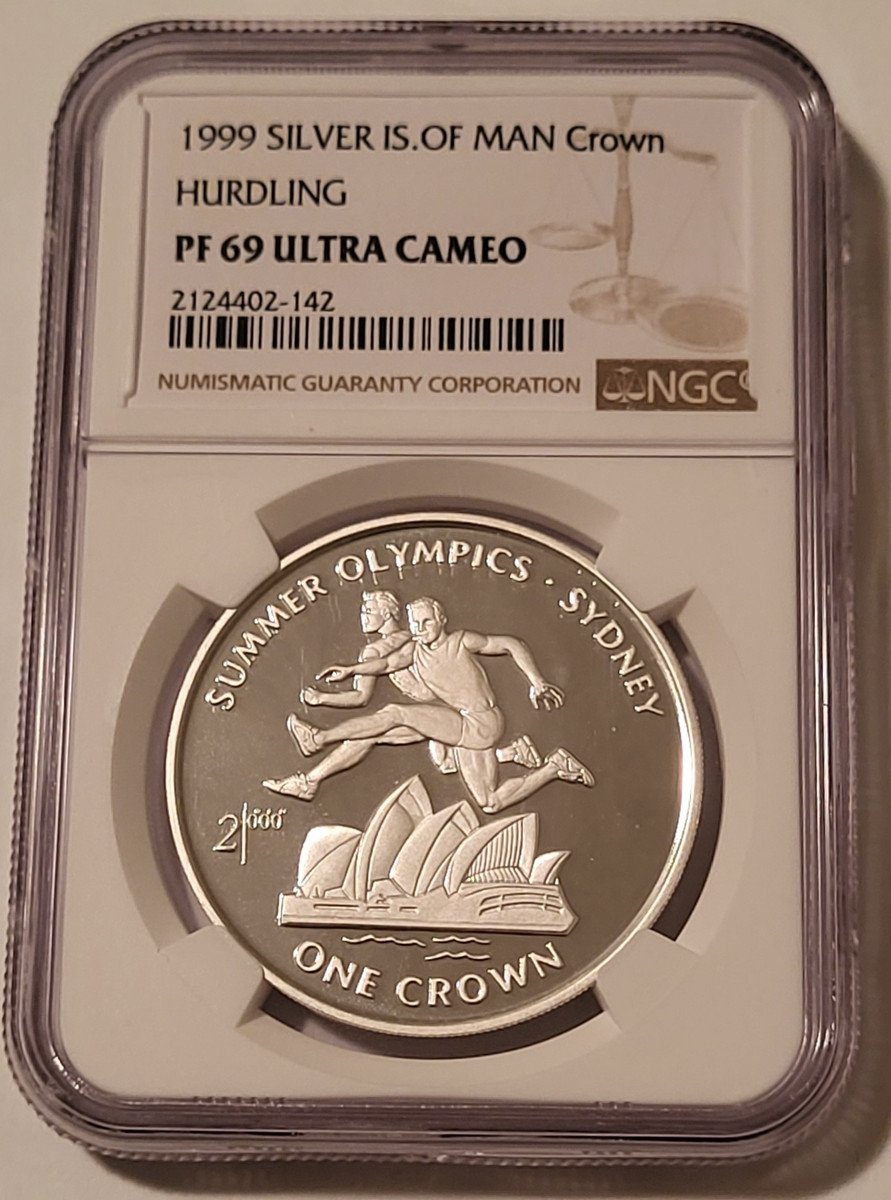 1999 SILVER IS.OF MAN Crown
HURDLING
PF 69 ULTRA CAMEO
2124402-142
NUMISMATIC GUARANTY CORPORATION
NGC
SUMMER OLYMPICS · SYDNEY
2000
ONE CROWN